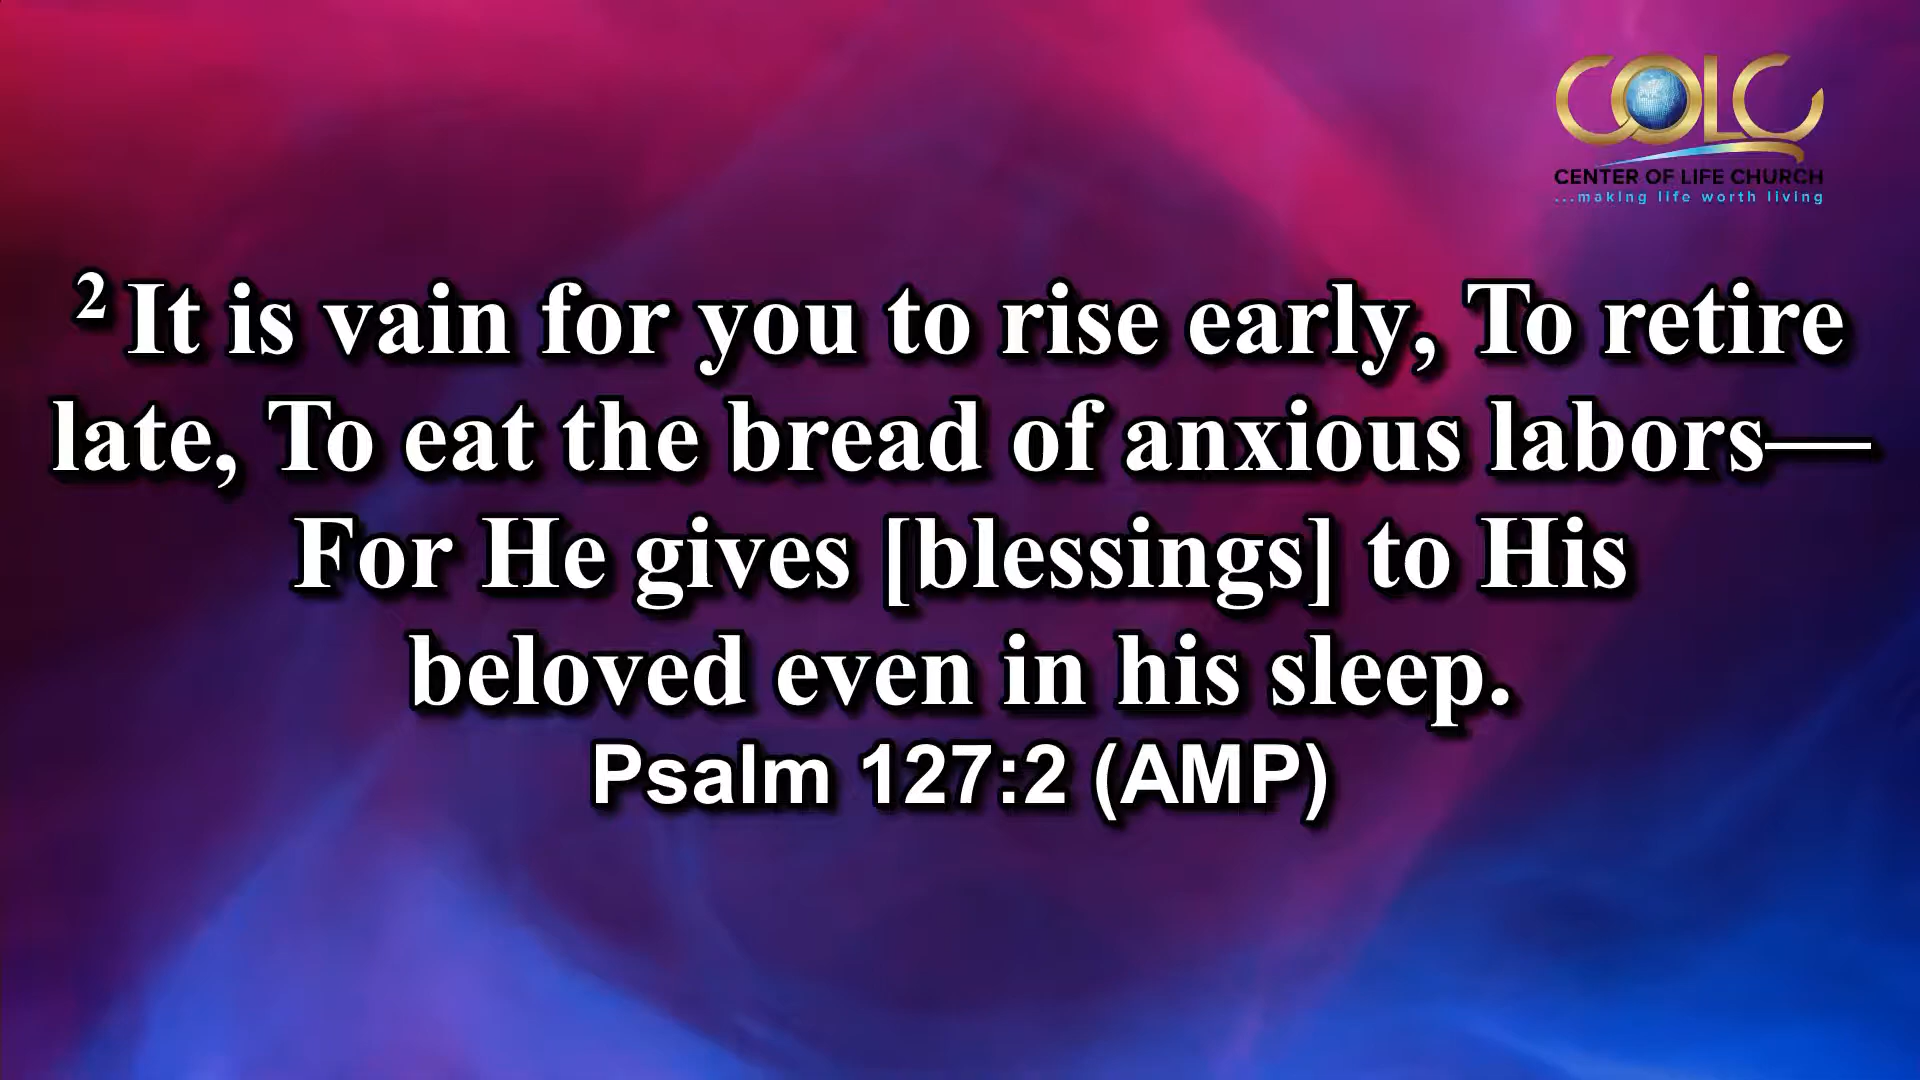 COLC
CENTER OF LIFE CHURCH
...making life worth living
2 It is vain for you to rise early, To retire
late, To eat the bread of anxious labors—
For He gives [blessings] to His
beloved even in his sleep.
Psalm 127:2 (AMP)